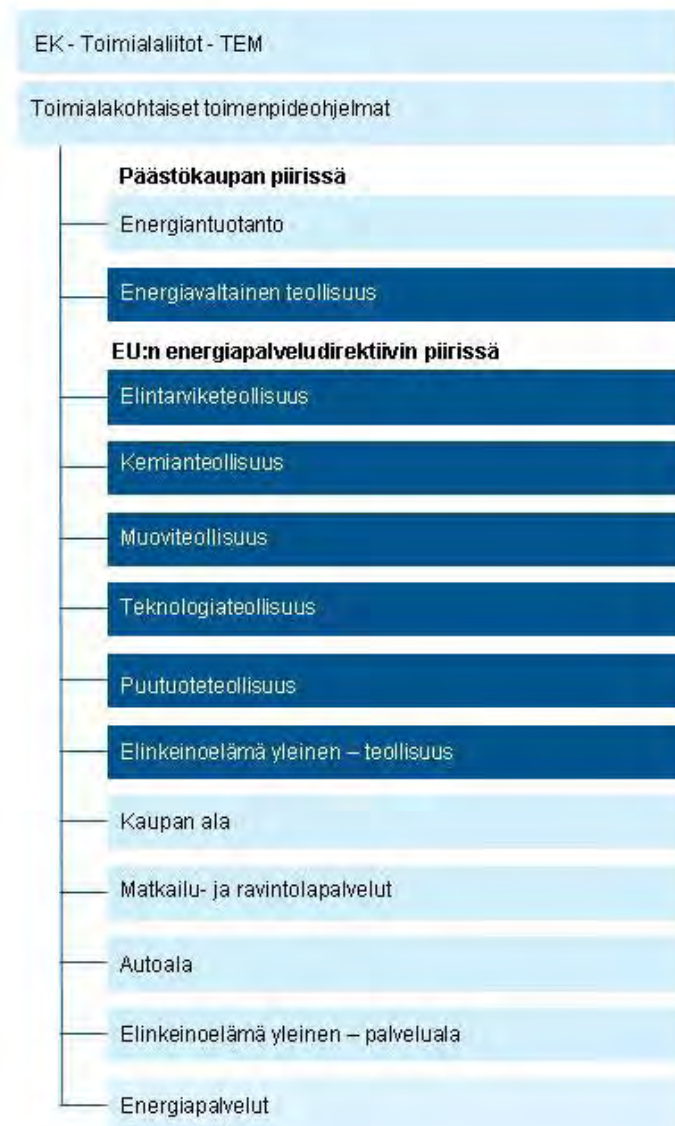 EK - Toimialaliitot - TEM
Toimialakohtaiset toimenpideohjelmat
Päästökaupan piirissä
Energiantuotanto
Energiavaltainen teollisuus
EU:n energiapalveludirektiivin piirissä
Elintarviketeollisuus
Kemianteollisuus
Muoviteollisuus
Teknologiateollisuus
Puutuoteteollisuus
Elinkeinoelämä yleinen – teollisuus
Kaupan ala
Matkailu- ja ravintolapalvelut
Autoala
Elinkeinoelämä yleinen – palveluala
Energiapalvelut